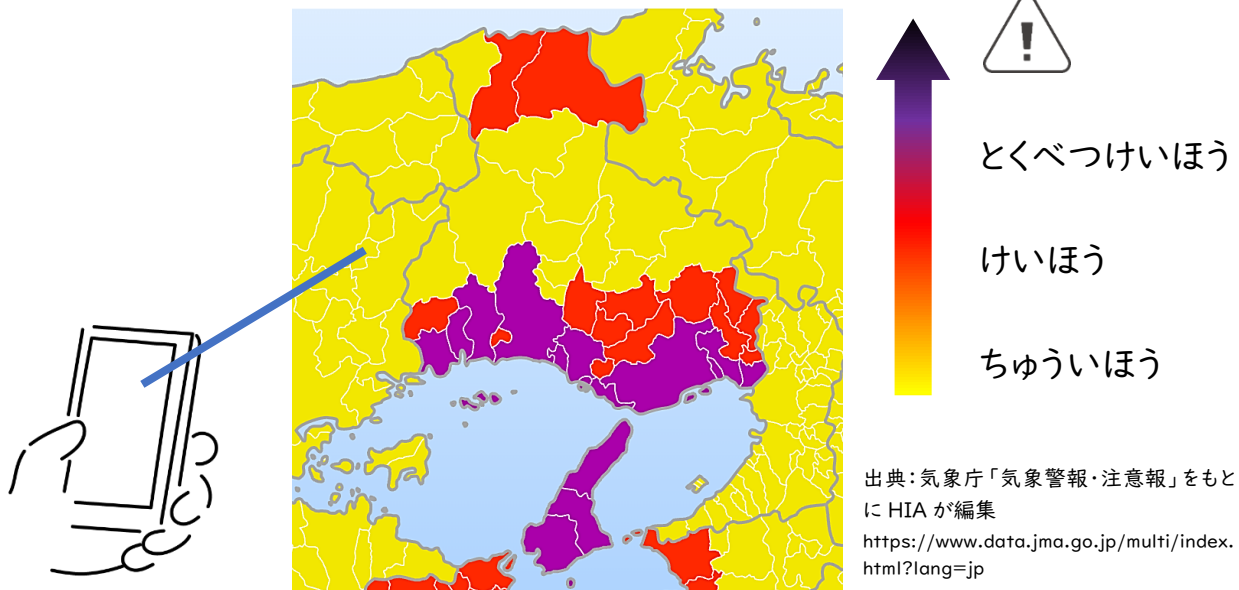 とくべつけいほう
けいほう
ちゅういほう
出典：気象庁「気象警報・注意報」をもと
に HIA が編集
https://www.data.jma.go.jp/multi/index.
html?lang=jp